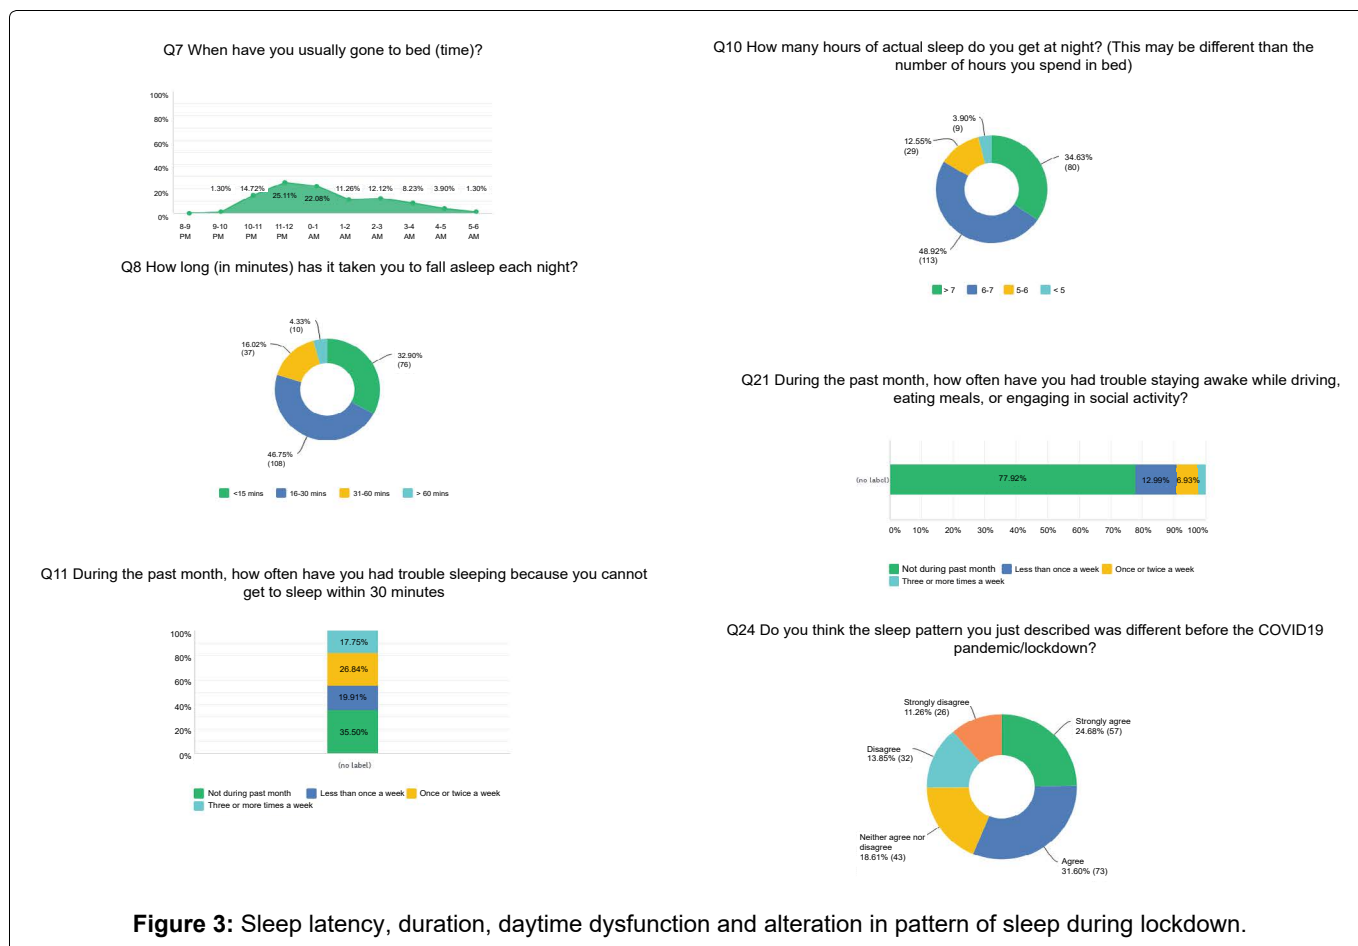 Q7 When have you usually gone to bed (time)?
100%
80%
60%
40%
20%
0%
1.30%
14.72%
25.11%
22.08%
11.26%
12.12%
8.23%
3.90%
1.30%
8-9
PM
9-10
PM
10-11
PM
11-12
PM
0-1
AM
1-2
AM
2-3
AM
3-4
AM
4-5
AM
5-6
AM
Q8 How long (in minutes) has it taken you to fall asleep each night?
4.33%
(10)
16.02%
(37)
32.90%
(76)
46.75%
(108)
<15 mins
16-30 mins
31-60 mins
> 60 mins
Q11 During the past month, how often have you had trouble sleeping because you cannot
get to sleep within 30 minutes
100%
80%
60%
40%
20%
0%
17.75%
26.84%
19.91%
35.50%
(no label)
Not during past month
Less than once a week
Once or twice a week
Three or more times a week
Q10 How many hours of actual sleep do you get at night? (This may be different than the
number of hours you spend in bed)
3.90%
(9)
12.55%
(29)
34.63%
(80)
48.92%
(113)
> 7
6-7
5-6
< 5
Q21 During the past month, how often have you had trouble staying awake while driving,
eating meals, or engaging in social activity?
(no label)
77.92%
12.99%
6.93%
0% 10% 20% 30% 40% 50% 60% 70% 80% 90% 100%
Not during past month
Less than once a week
Once or twice a week
Three or more times a week
Q24 Do you think the sleep pattern you just described was different before the COVID19
pandemic/lockdown?
Strongly disagree
11.26% (26)
Strongly agree
24.68% (57)
Disagree
13.85% (32)
Neither agree nor
disagree
18.61% (43)
Agree
31.60% (73)
Figure 3: Sleep latency, duration, daytime dysfunction and alteration in pattern of sleep during lockdown.